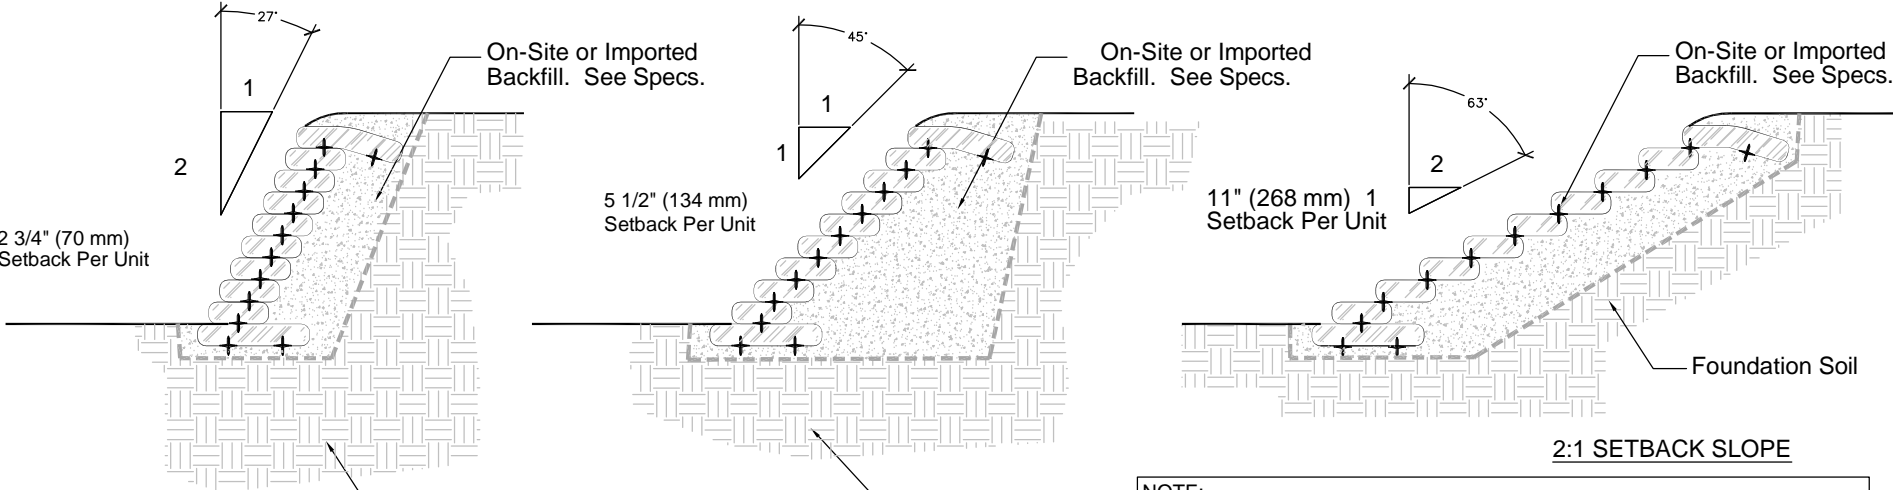 27°
1
2
2 3/4" (70 mm)
Setback Per Unit
On-Site or Imported
Backfill. See Specs.
45°
1
1
5 1/2" (134 mm)
Setback Per Unit
On-Site or Imported
Backfill. See Specs.
63°
2
11" (268 mm) 1
Setback Per Unit
On-Site or Imported
Backfill. See Specs.
Foundation Soil
2:1 SETBACK SLOPE
NOTE: